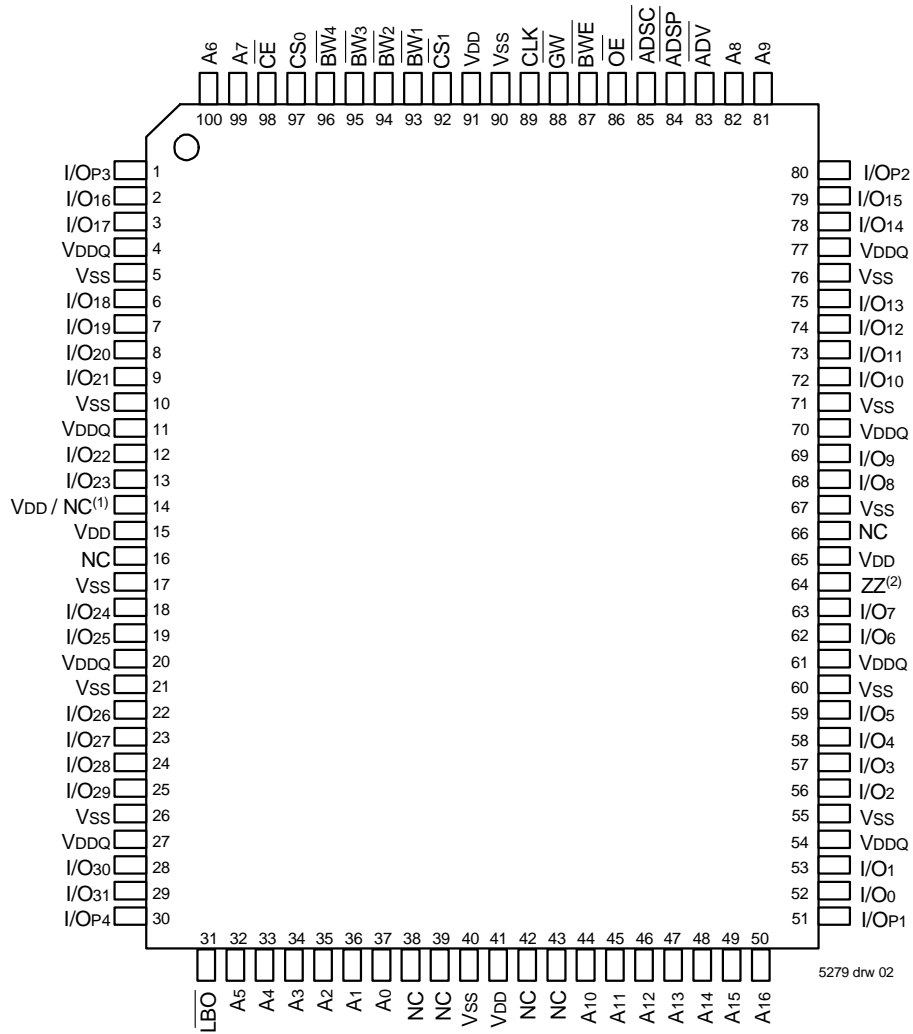 A6 A7 CE CS0 BW4 BW3 BW2 BW1 CS1 VDD VSS CLK GW BWE OE ADSC ADSP ADV A8 A9
100 99 98 97 96 95 94 93 92 91 90 89 88 87 86 85 84 83 82 81
I/OP3 1 80 I/OP2
I/O16 2 79 I/O15
I/O17 3 78 I/O14
VDDQ 4 77 VDDQ
VSS 5 76 VSS
I/O18 6 75 I/O13
I/O19 7 74 I/O12
I/O20 8 73 I/O11
I/O21 9 72 I/O10
VSS 10 71 VSS
VDDQ 11 70 VDDQ
I/O22 12 69 I/O9
I/O23 13 68 I/O8
VDD / NC(1) 14 67 VSS
VDD 15 66 NC
NC 16 65 VDD
VSS 17 64 ZZ(2)
I/O24 18 63 I/O7
I/O25 19 62 I/O6
VDDQ 20 61 VDDQ
VSS 21 60 VSS
I/O26 22 59 I/O5
I/O27 23 58 I/O4
I/O28 24 57 I/O3
I/O29 25 56 I/O2
VSS 26 55 VSS
VDDQ 27 54 VDDQ
I/O30 28 53 I/O1
I/O31 29 52 I/O0
I/OP4 30 51 I/OP1
31 32 33 34 35 36 37 38 39 40 41 42 43 44 45 46 47 48 49 50
LBO A5 A4 A3 A2 A1 A0 NC NC VSS VDD NC NC A10 A11 A12 A13 A14 A15 A16
5279 drw 02